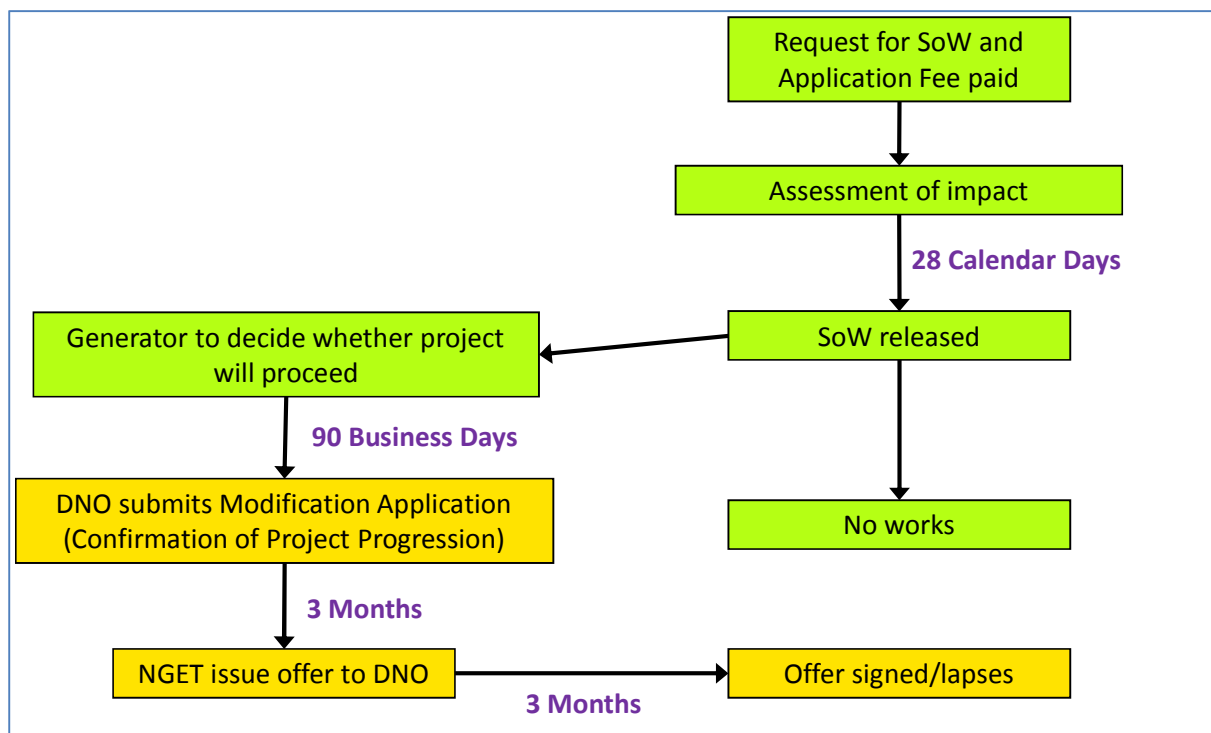 Request for SoW and
Application Fee paid
Assessment of impact
28 Calendar Days
SoW released
Generator to decide whether project
will proceed
90 Business Days
DNO submits Modification Application
(Confirmation of Project Progression)
No works
3 Months
NGET issue offer to DNO
3 Months
Offer signed/lapses